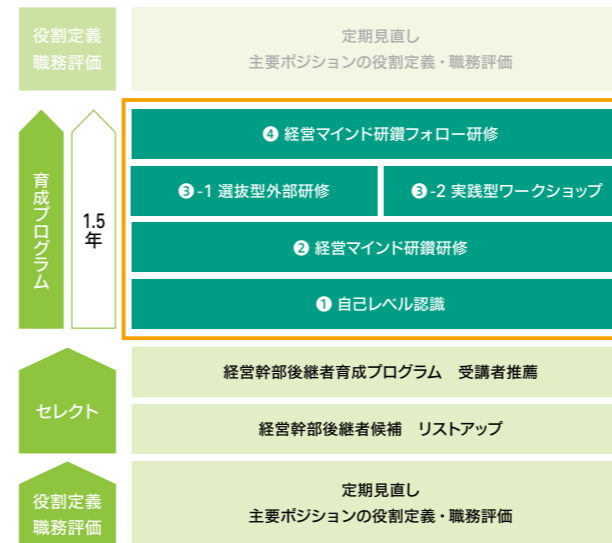 役割定義
職務評価
定期見直し
主要ポジションの役割定義・職務評価
育成プログラム
1.5
年
❹ 経営マインド研鑽フォロー研修
❸-1 選抜型外部研修
❸-2 実践型ワークショップ
❷ 経営マインド研鑽研修
❶ 自己レベル認識
セレクト
経営幹部後継者育成プログラム　受講者推薦
経営幹部後継者候補　リストアップ
役割定義
職務評価
定期見直し
主要ポジションの役割定義・職務評価